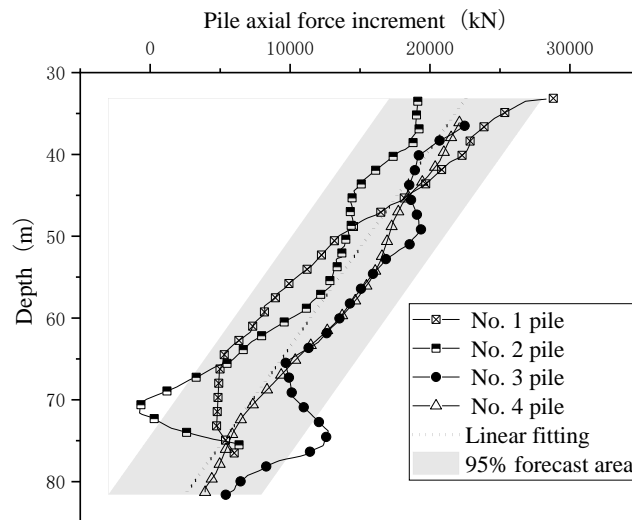 Pile axial force increment （kN）
0 10000 20000 30000
30
40
50
60
70
80
Depth （m）
No. 1 pile
No. 2 pile
No. 3 pile
No. 4 pile
Linear fitting
95% forecast area